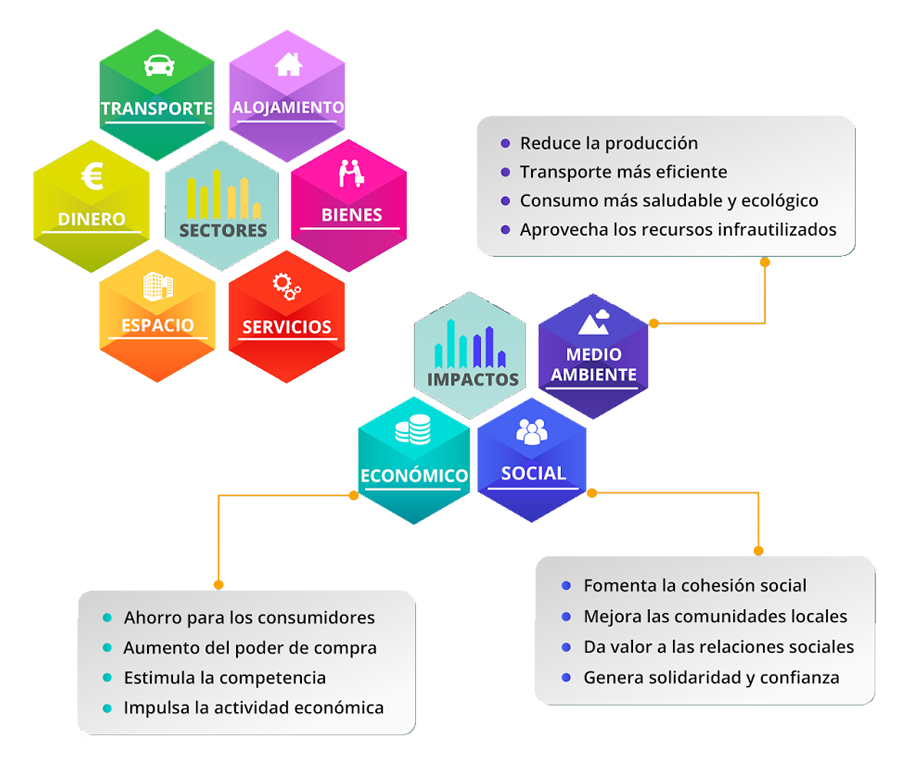 TRANSPORTE
ALOJAMIENTO
€
DINERO
SECTORES
BIENES
ESPACIO
SERVICIOS
Reduce la producción
Transporte más eficiente
Consumo más saludable y ecológico
Aprovecha los recursos infrautilizados
IMPACTOS
MEDIO
AMBIENTE
ECONÓMICO
SOCIAL
Ahorro para los consumidores
Aumento del poder de compra
Estimula la competencia
Impulsa la actividad económica
Fomenta la cohesión social
Mejora las comunidades locales
Da valor a las relaciones sociales
Genera solidaridad y confianza